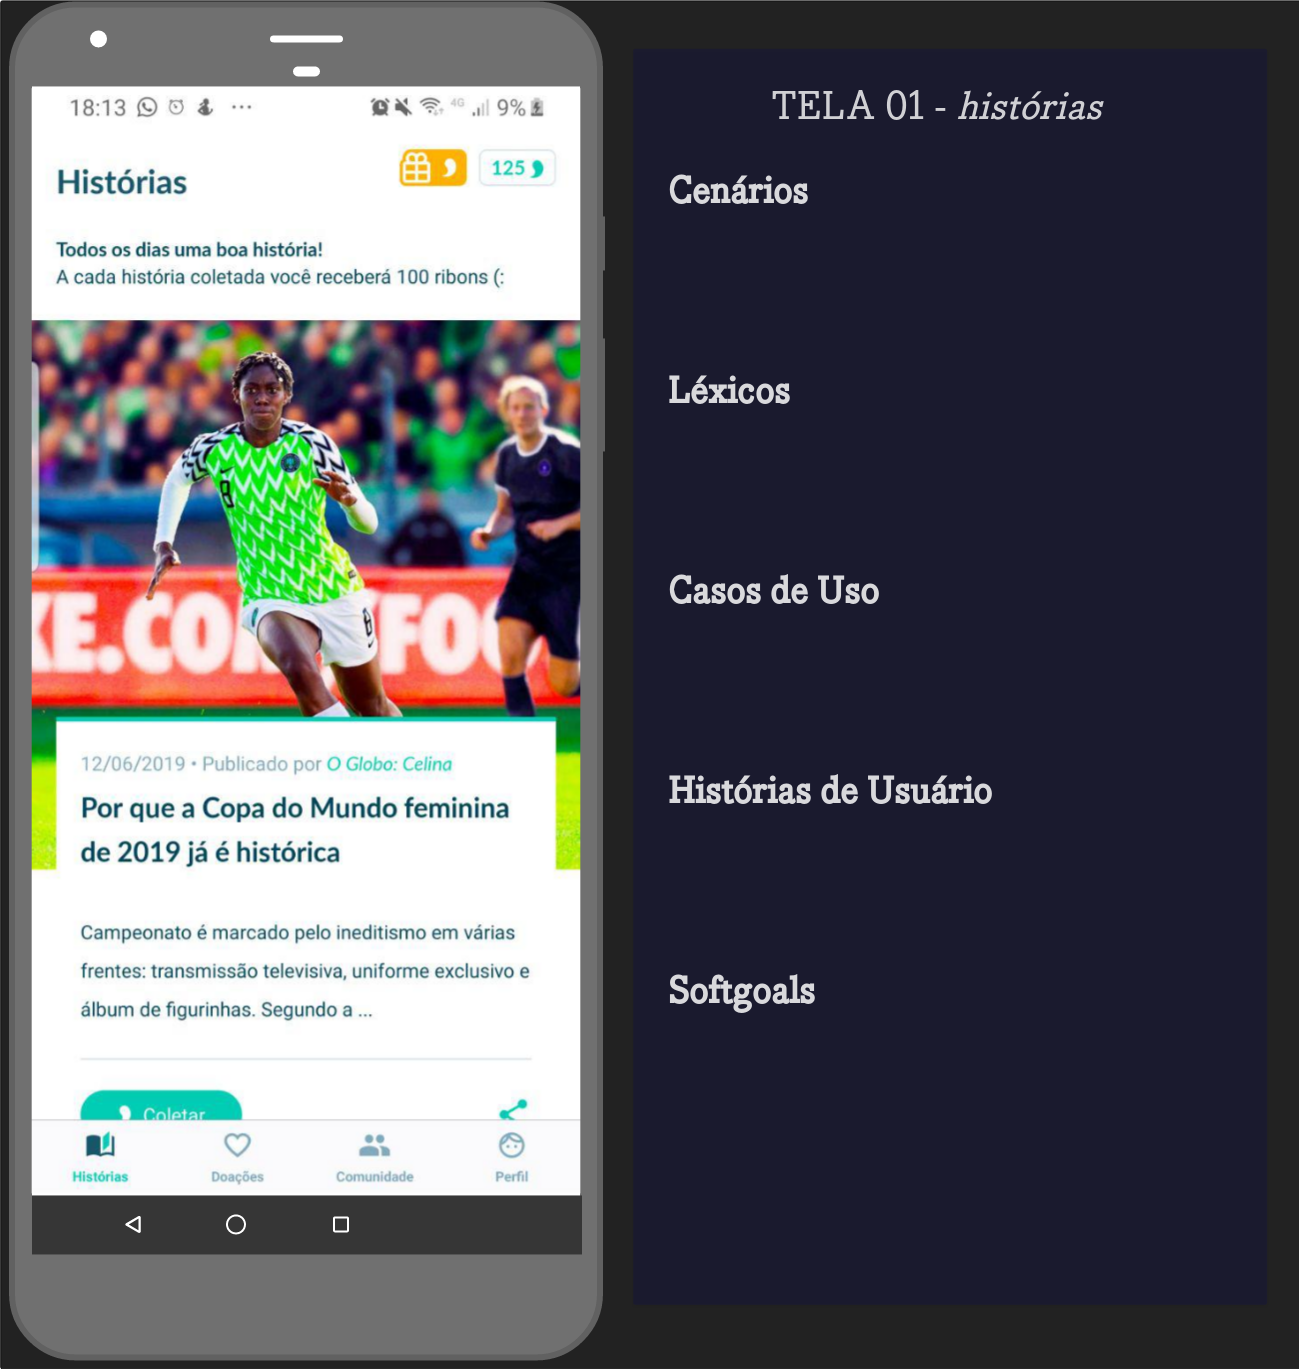 18:13 ... 4G 9%
Histórias
125
Todos os dias uma boa história!
A cada história coletada você receberá 100 ribons (:
8
8
KE.CO
FO
12/06/2019 • Publicado por O Globo: Celina
Por que a Copa do Mundo feminina
de 2019 já é histórica
Campeonato é marcado pelo ineditismo em várias
frentes: transmissão televisiva, uniforme exclusivo e
álbum de figurinhas. Segundo a ...
Coletar
Histórias
Doações
Comunidade
Perfil
TELA 01 - histórias
Cenários
Léxicos
Casos de Uso
Histórias de Usuário
Softgoals